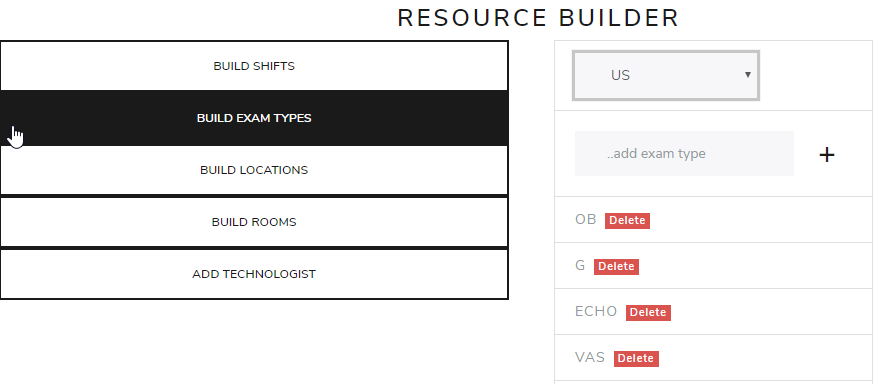 RESOURCE BUILDER
BUILD SHIFTS
BUILD EXAM TYPES
BUILD LOCATIONS
BUILD ROOMS
ADD TECHNOLOGIST
US
..add exam type +
OB Delete
G Delete
ECHO Delete
VAS Delete